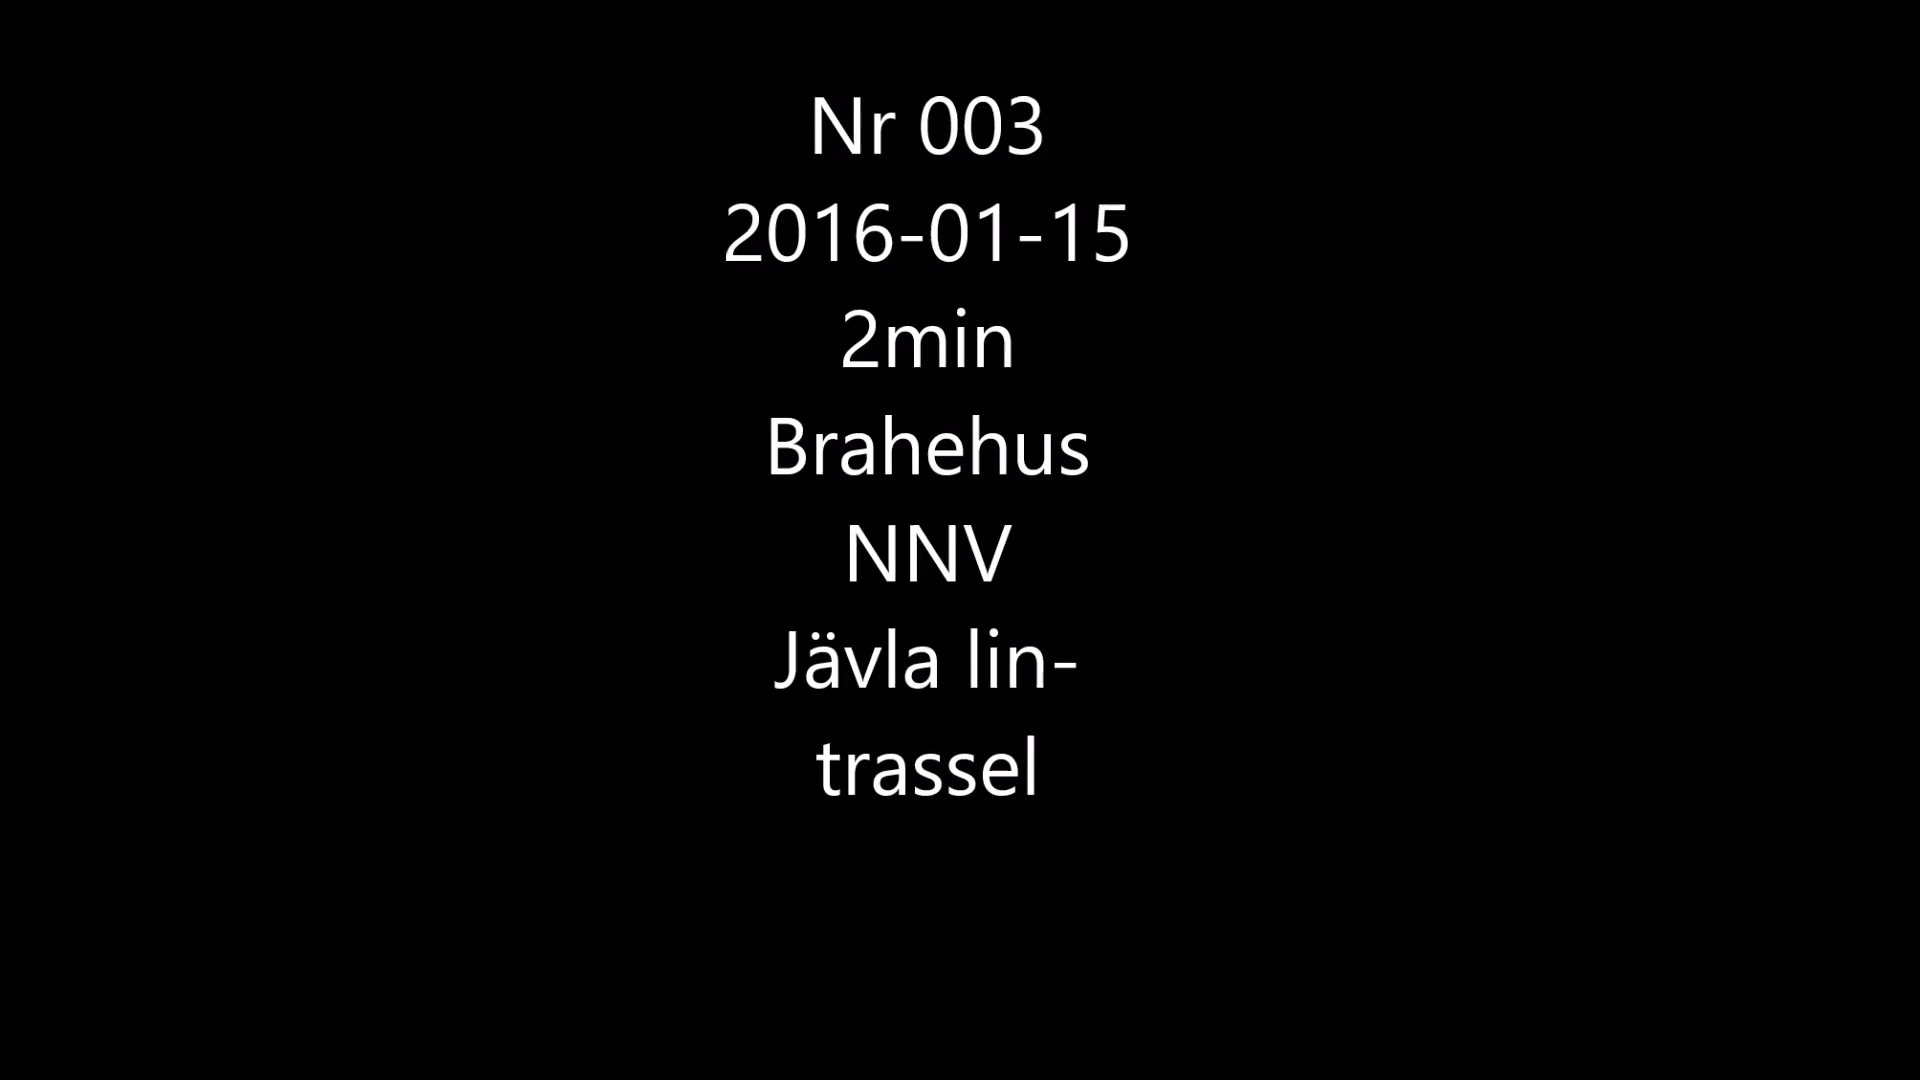 Nr 003
2016-01-15
2min
Brahehus
NNV
Jävla lin-
trassel